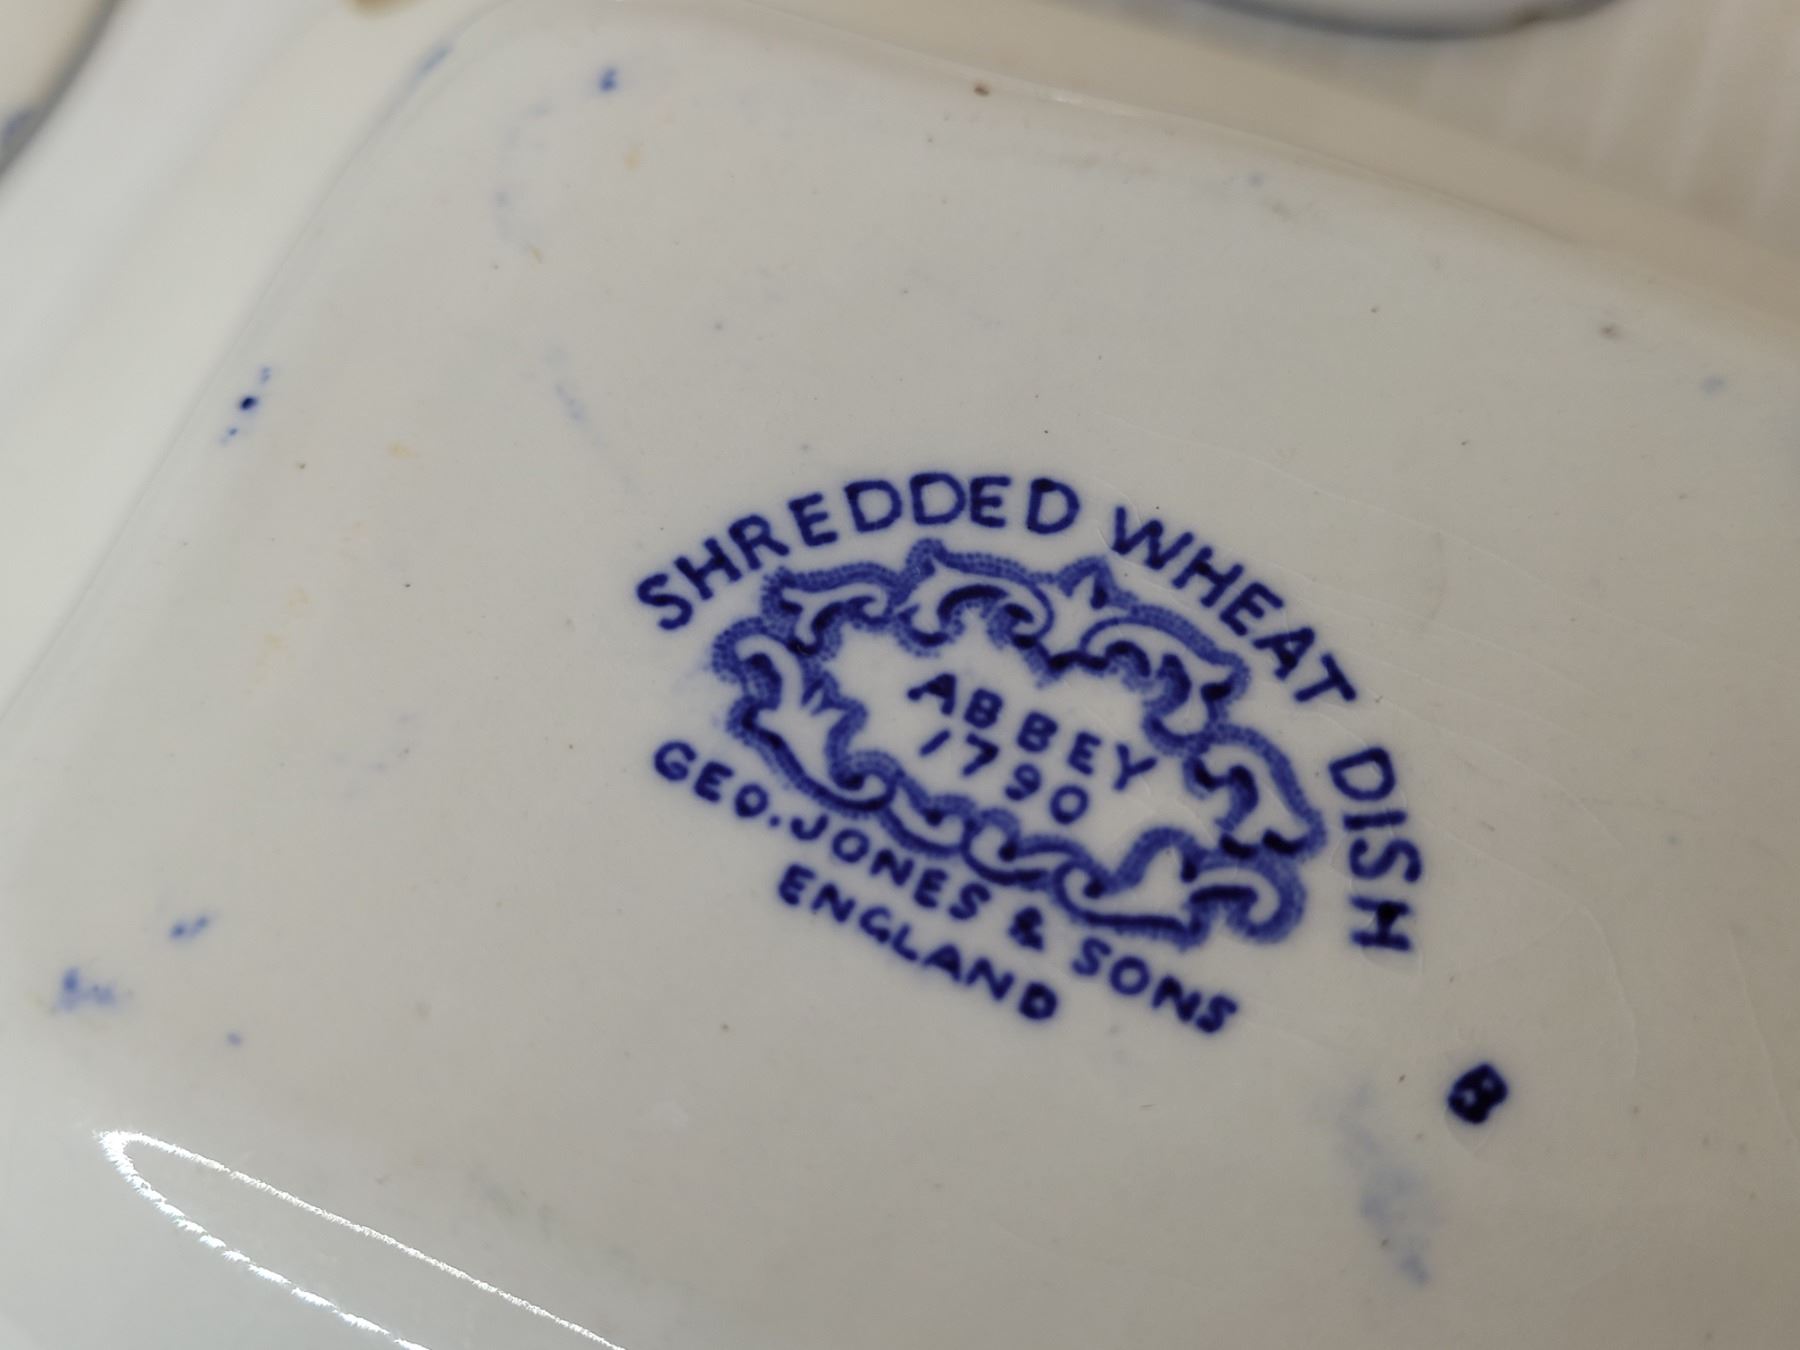 SHREDDED WHEAT DISH
ABBEY
1790
GEO. JONES & SONS
ENGLAND
B